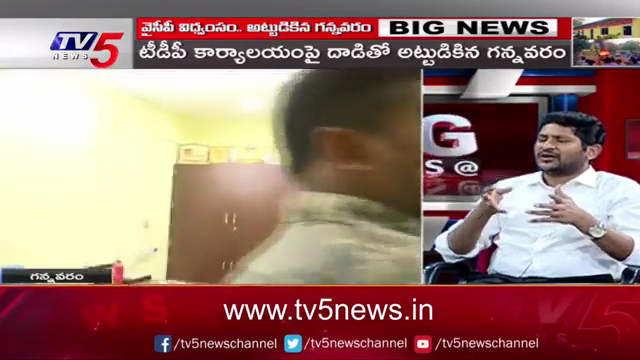 వైసీపీ విధ్వంసం.. అట్టుడికిన గన్నవరం
BIG NEWS
TV5
NEWS
టీడీపీ కార్యాలయంపై దాడితో అట్టుడికిన గన్నవరం
గన్నవరం
www.tv5news.in
/tv5newschannel
/tv5newschannel
/tv5newschannel